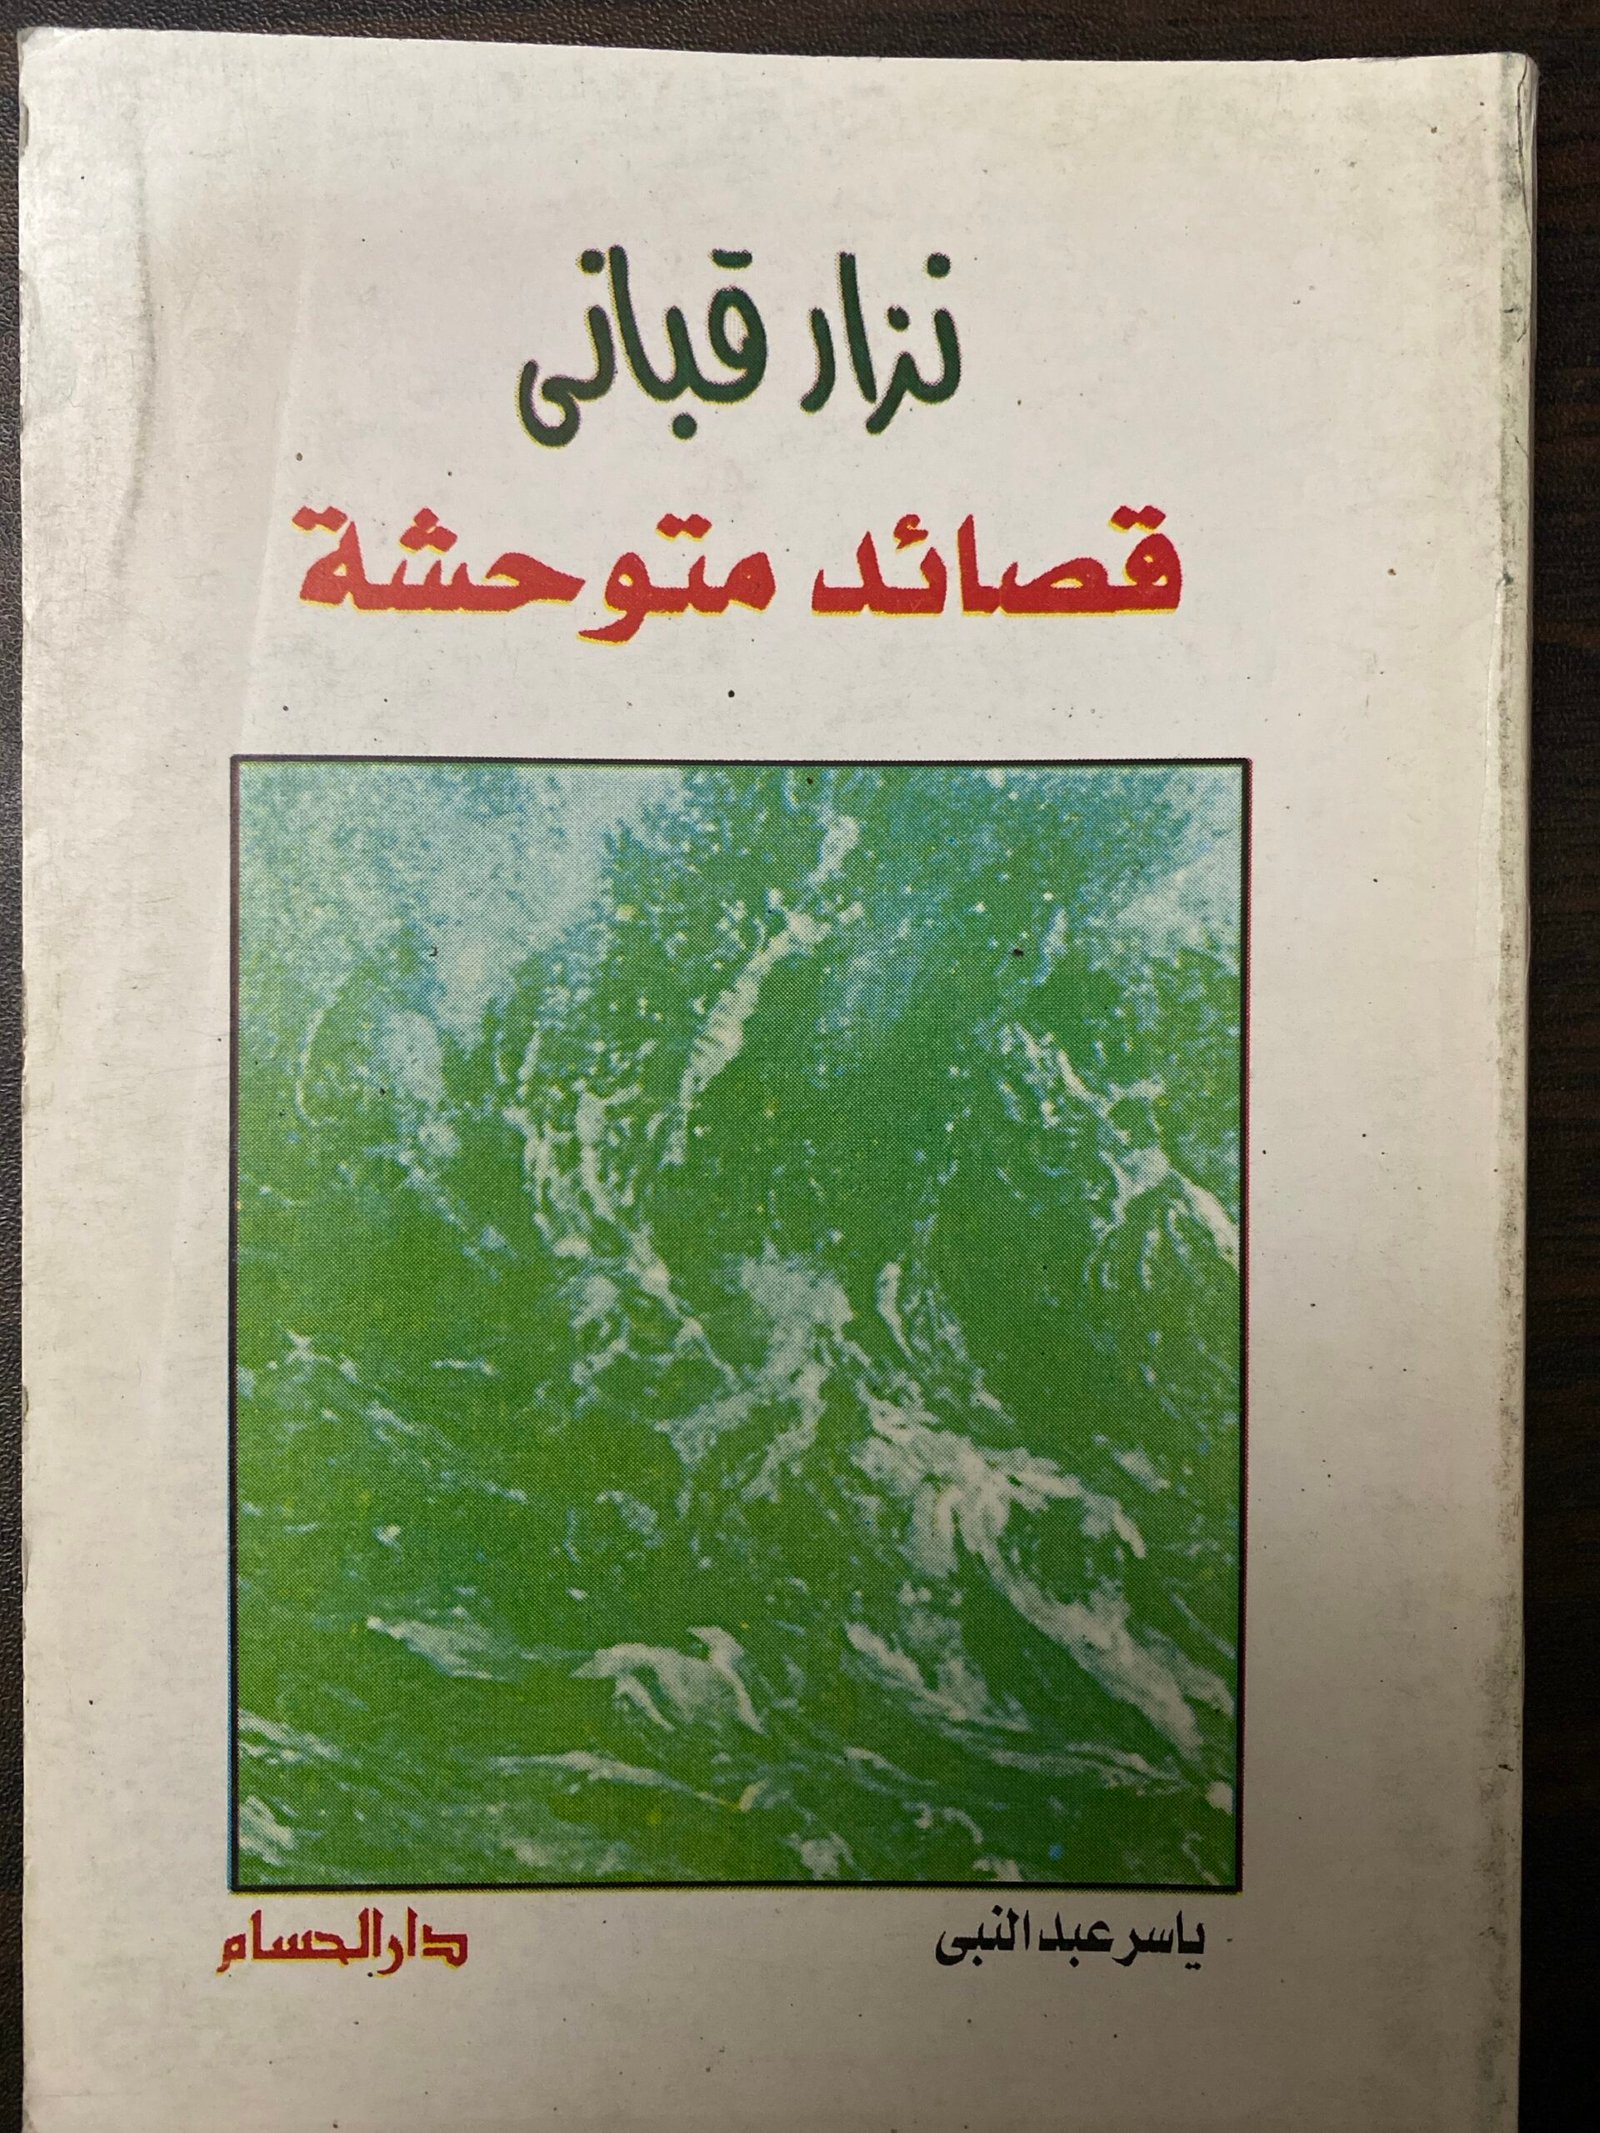 نزار قبانى
قصائد متوحشة
ياسر عبد النبى
دار الحسام